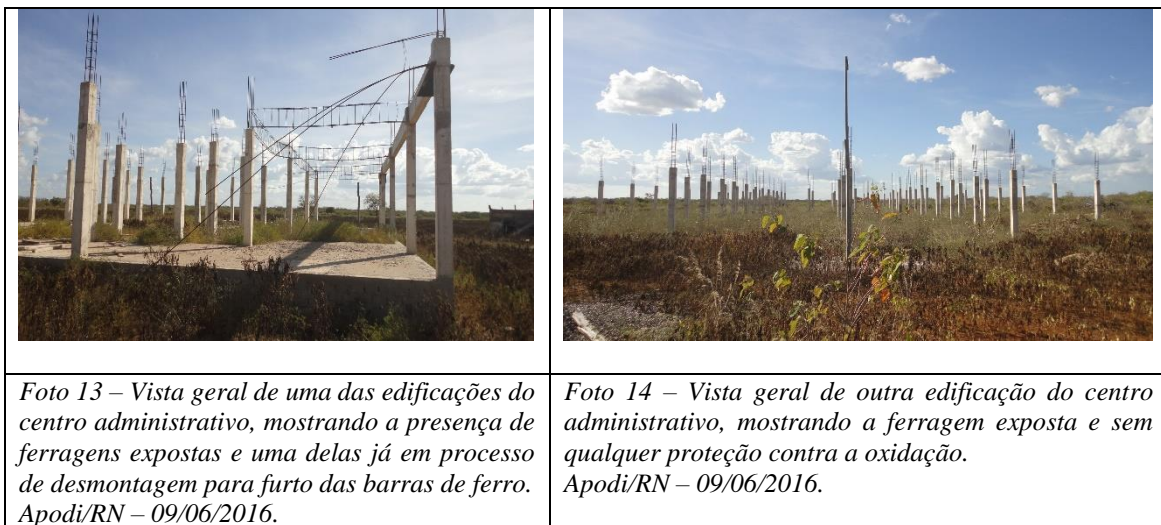 Foto 13 – Vista geral de uma das edificações do
centro administrativo, mostrando a presença de
ferragens expostas e uma delas já em processo
de desmontagem para furto das barras de ferro.
Apodi/RN – 09/06/2016.
Foto 14 – Vista geral de outra edificação do centro
administrativo, mostrando a ferragem exposta e sem
qualquer proteção contra a oxidação.
Apodi/RN – 09/06/2016.